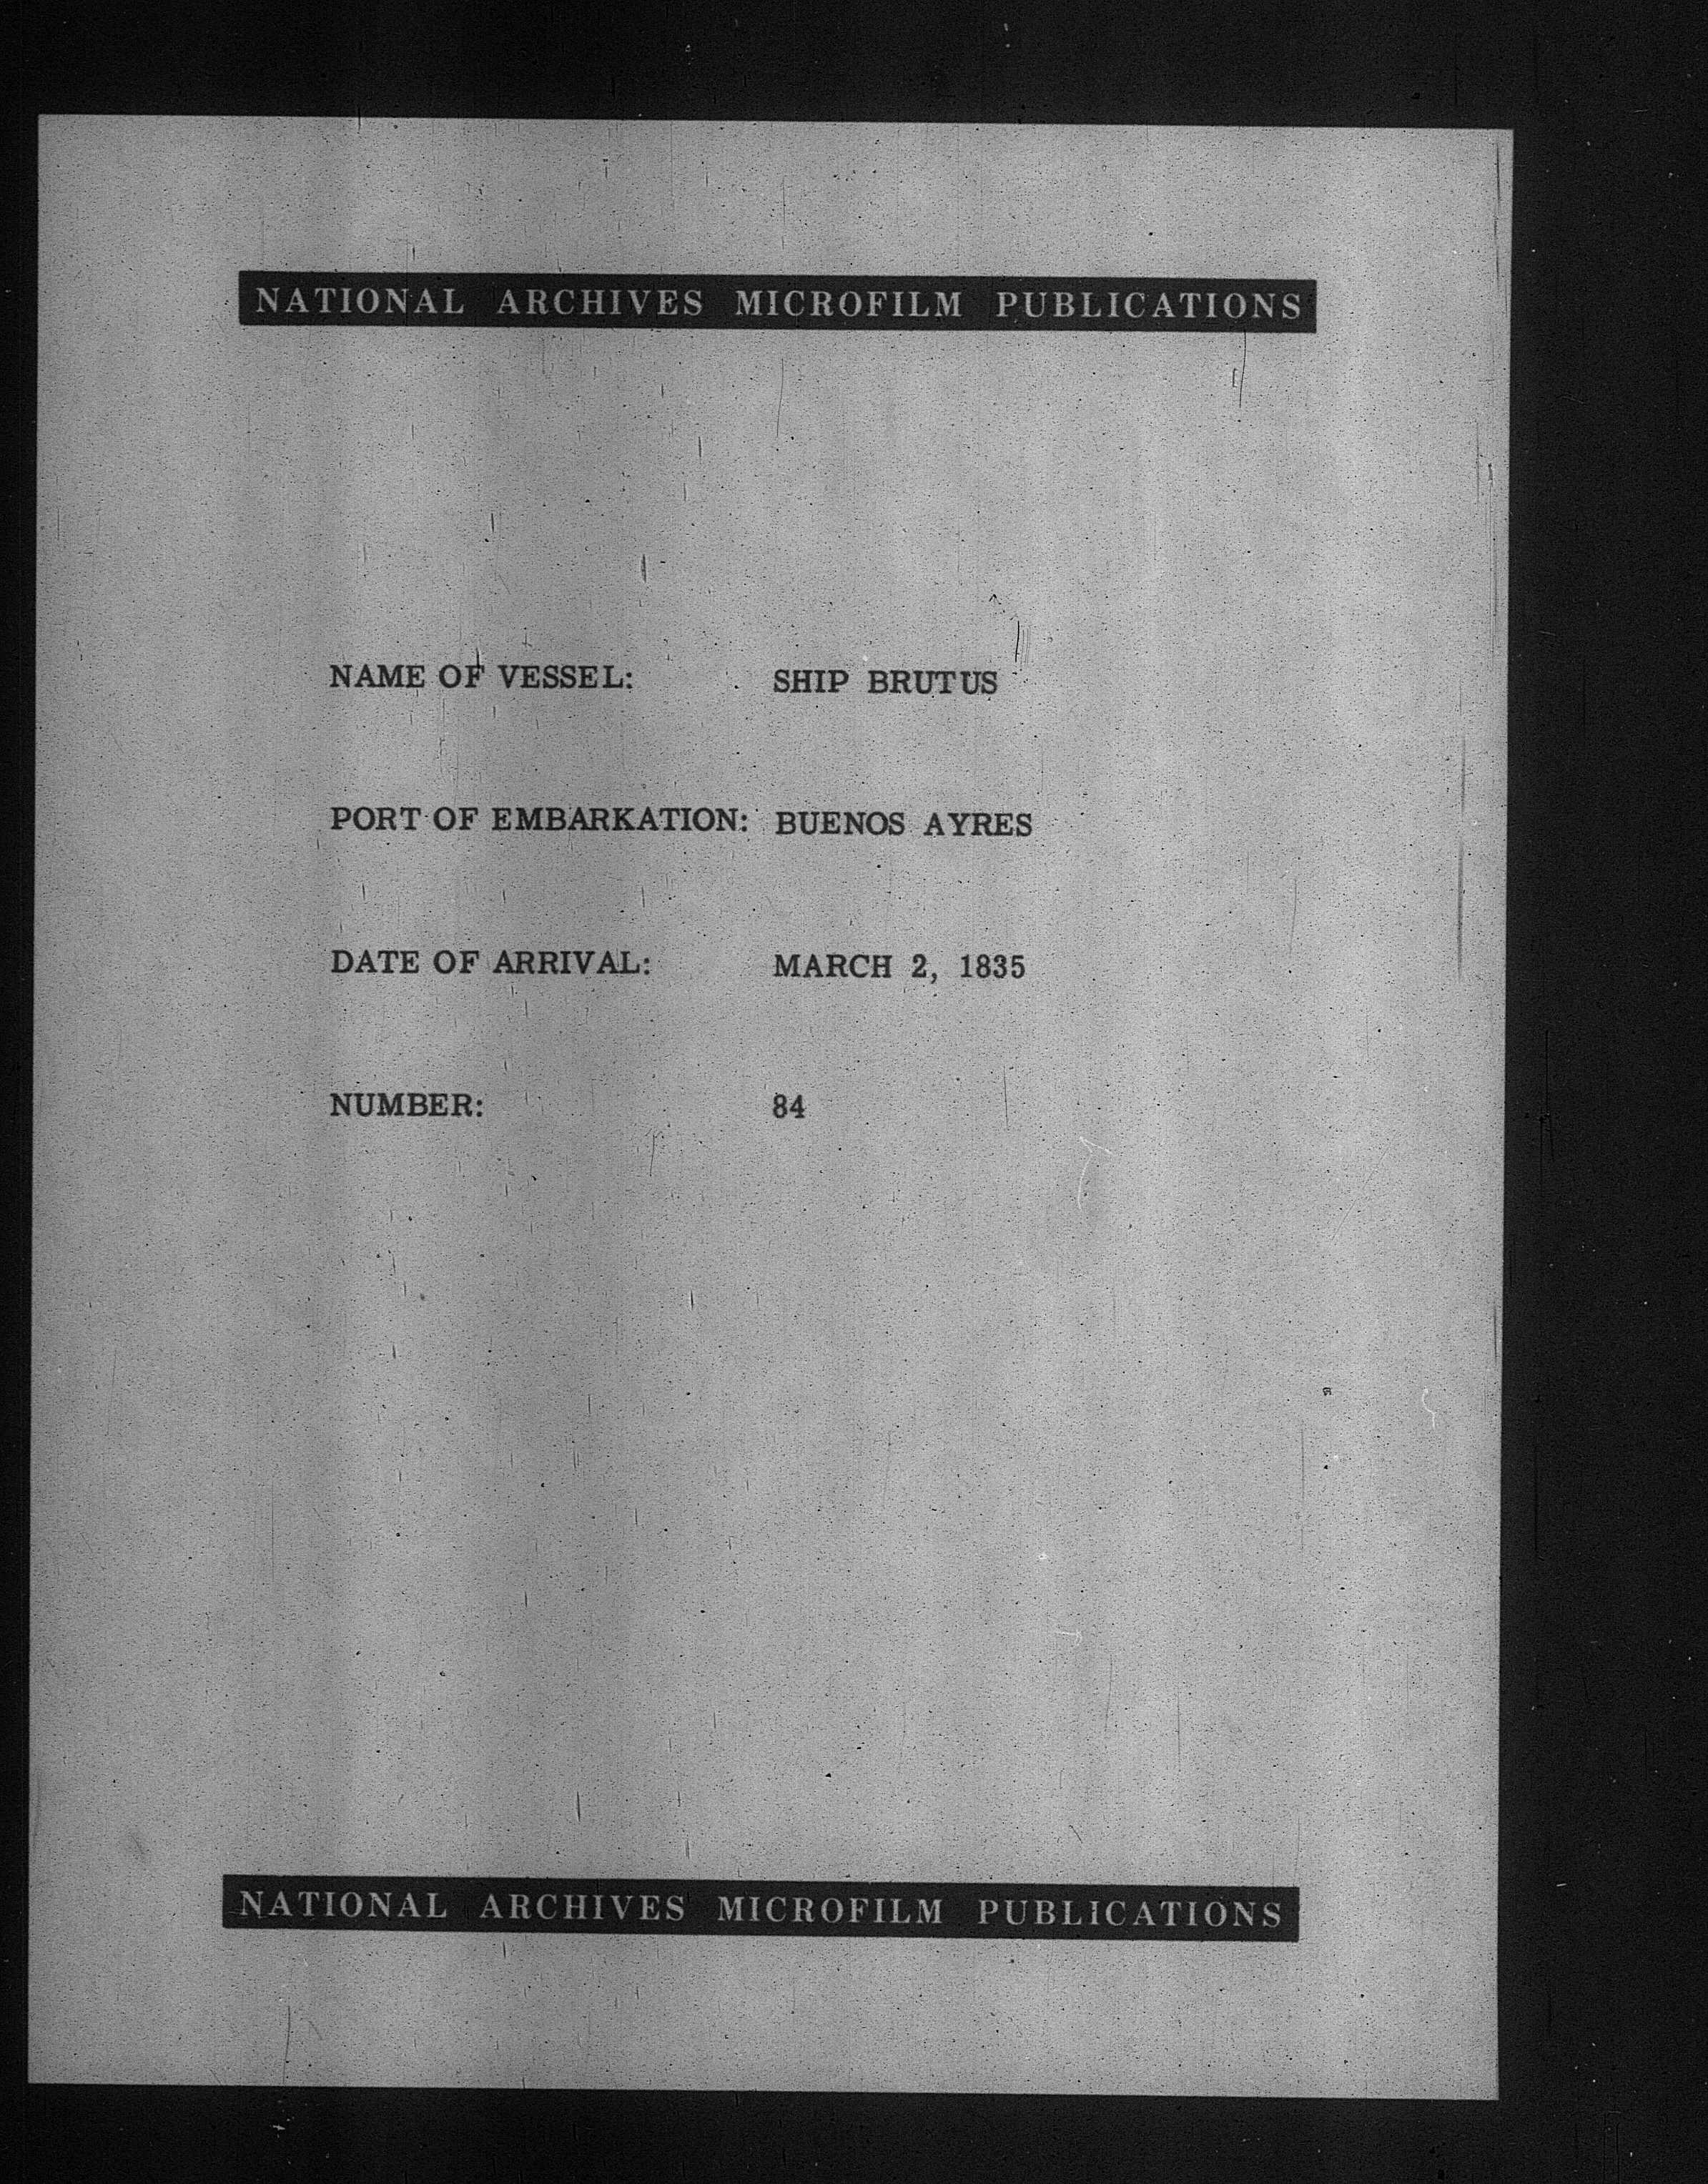 NATIONAL ARCHIVES MICROFILM PUBLICATIONS
NAME OF VESSEL: SHIP BRUTUS
PORT OF EMBARKATION: BUENOS AYRES
DATE OF ARRIVAL: MARCH 2, 1835
NUMBER: 84
NATIONAL ARCHIVES MICROFILM PUBLICATIONS